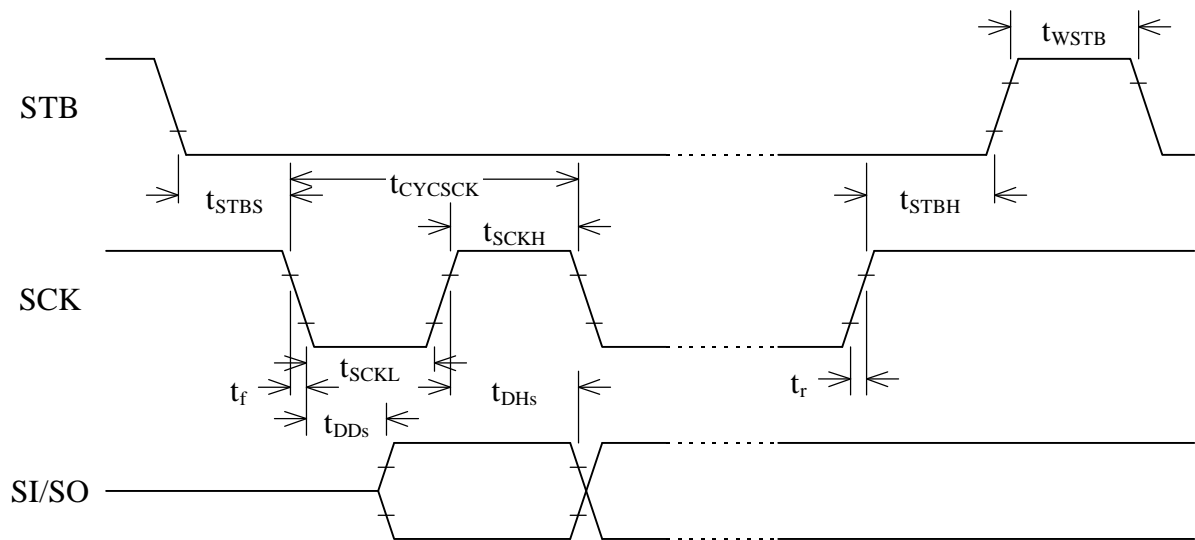 t_WSTB
STB
t_STBS
t_CYCSCK
t_STBH
t_SCKH
SCK
t_SCKL
t_f
t_DHs
t_r
t_DDs
SI/SO